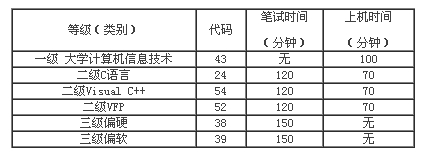 等级（类别） 代码 笔试时间（分钟） 上机时间（分钟）
一级 大学计算机信息技术 43 无 100
二级C语言 24 120 70
二级Visual C++ 54 120 70
二级VFP 52 120 70
三级偏硬 38 150 无
三级偏软 39 150 无